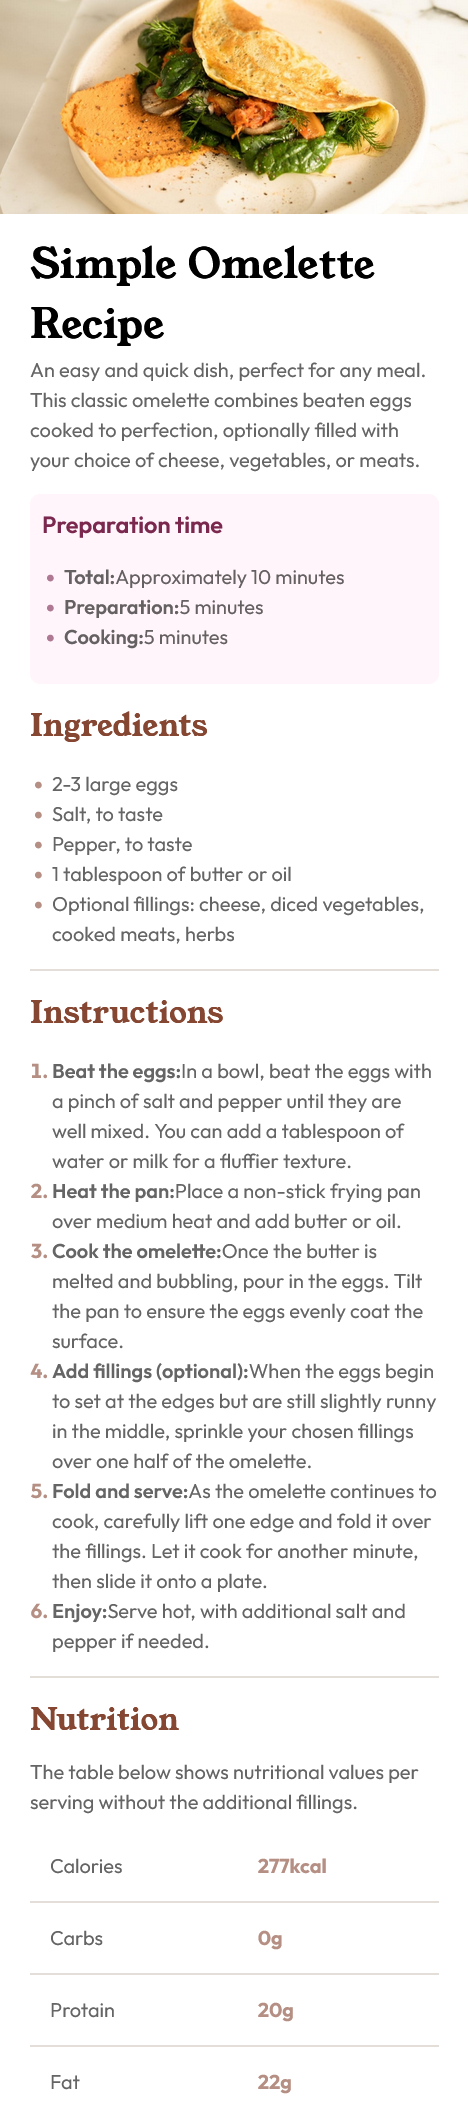 Simple Omelette
Recipe
An easy and quick dish, perfect for any meal.
This classic omelette combines beaten eggs
cooked to perfection, optionally filled with
your choice of cheese, vegetables, or meats.
Preparation time
• Total:Approximately 10 minutes
• Preparation:5 minutes
• Cooking:5 minutes
Ingredients
• 2-3 large eggs
• Salt, to taste
• Pepper, to taste
• 1 tablespoon of butter or oil
• Optional fillings: cheese, diced vegetables,
cooked meats, herbs
Instructions
1. Beat the eggs:In a bowl, beat the eggs with
a pinch of salt and pepper until they are
well mixed. You can add a tablespoon of
water or milk for a fluffier texture.
2. Heat the pan:Place a non-stick frying pan
over medium heat and add butter or oil.
3. Cook the omelette:Once the butter is
melted and bubbling, pour in the eggs. Tilt
the pan to ensure the eggs evenly coat the
surface.
4. Add fillings (optional):When the eggs begin
to set at the edges but are still slightly runny
in the middle, sprinkle your chosen fillings
over one half of the omelette.
5. Fold and serve:As the omelette continues to
cook, carefully lift one edge and fold it over
the fillings. Let it cook for another minute,
then slide it onto a plate.
6. Enjoy:Serve hot, with additional salt and
pepper if needed.
Nutrition
The table below shows nutritional values per
serving without the additional fillings.
Calories 277kcal
Carbs 0g
Protein 20g
Fat 22g